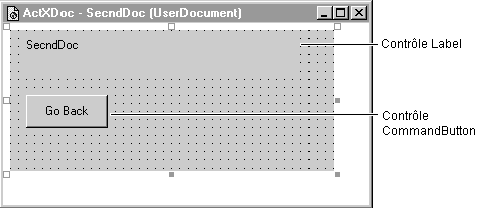 ActXDoc - SecndDoc (UserDocument)
SecndDoc
Contrôle Label
Go Back
Contrôle
CommandButton